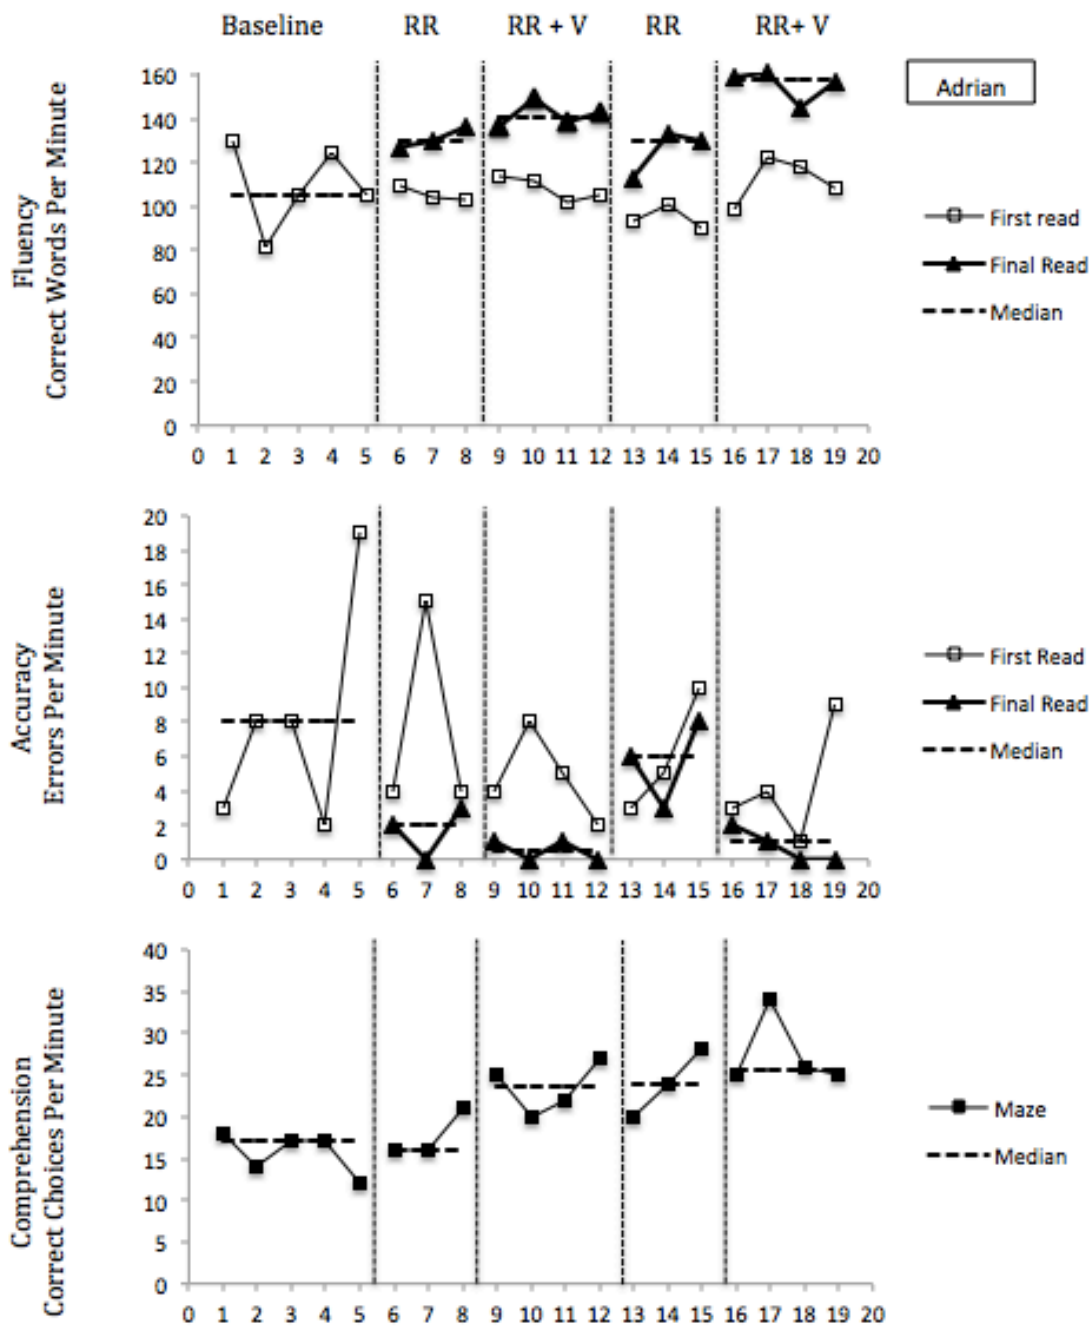 Baseline RR RR + V RR RR+ V
Adrian
Fluency
Correct Words Per Minute
160
140
120
100
80
60
40
20
0
0 1 2 3 4 5 6 7 8 9 10 11 12 13 14 15 16 17 18 19 20
First read
Final Read
Median
Accuracy
Errors Per Minute
20
18
16
14
12
10
8
6
4
2
0
0 1 2 3 4 5 6 7 8 9 10 11 12 13 14 15 16 17 18 19 20
First Read
Final Read
Median
Comprehension
Correct Choices Per Minute
40
35
30
25
20
15
10
5
0
0 1 2 3 4 5 6 7 8 9 10 11 12 13 14 15 16 17 18 19 20
Maze
Median